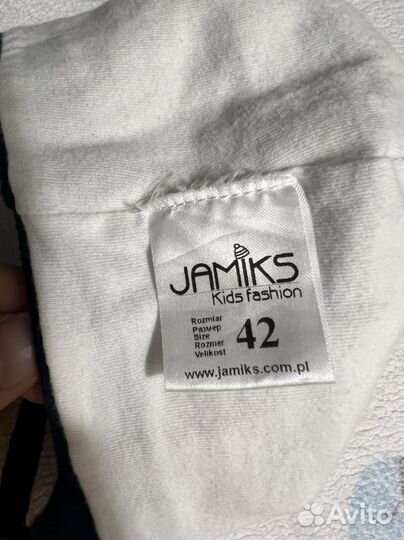 JAMIKS
Kids fashion
Rozmiar
Размер
Size
Rozmer
Velikost
42
www.jamiks.com.pl
Avito